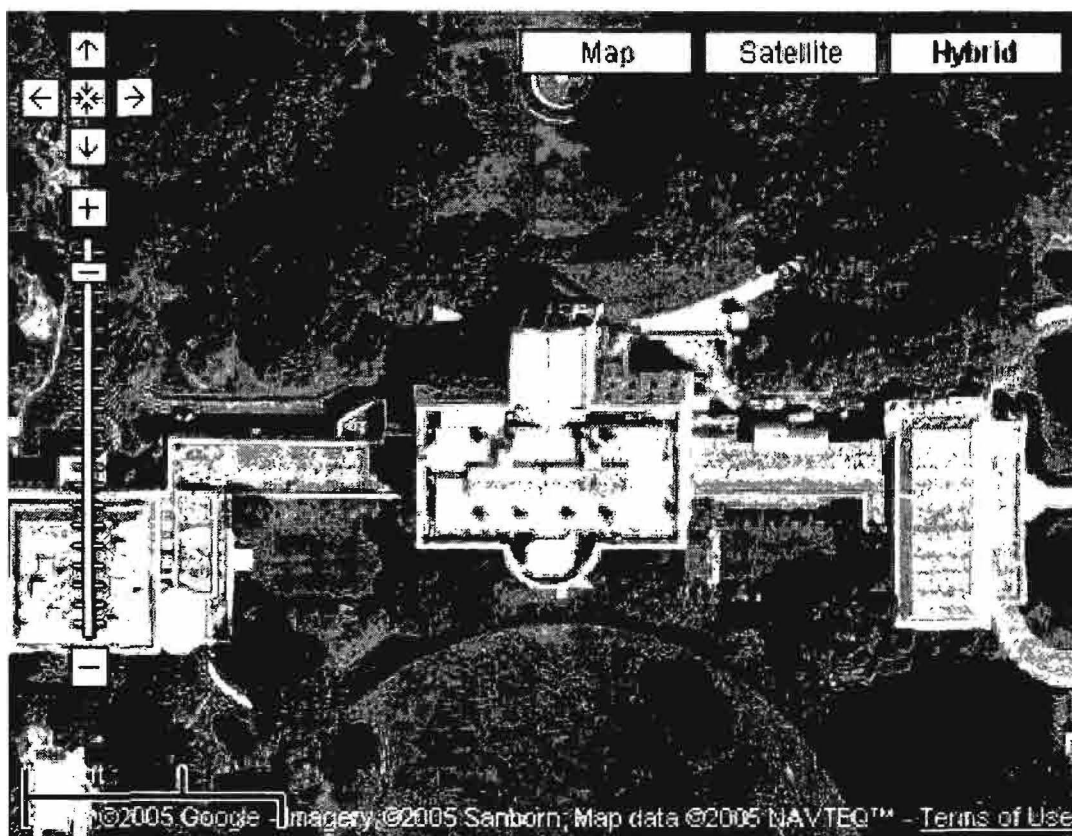 Map Satellite Hybrid
©2005 Google - Imagery ©2005 Sanborn, Map data ©2005 NAVTEQ™ - Terms of Use